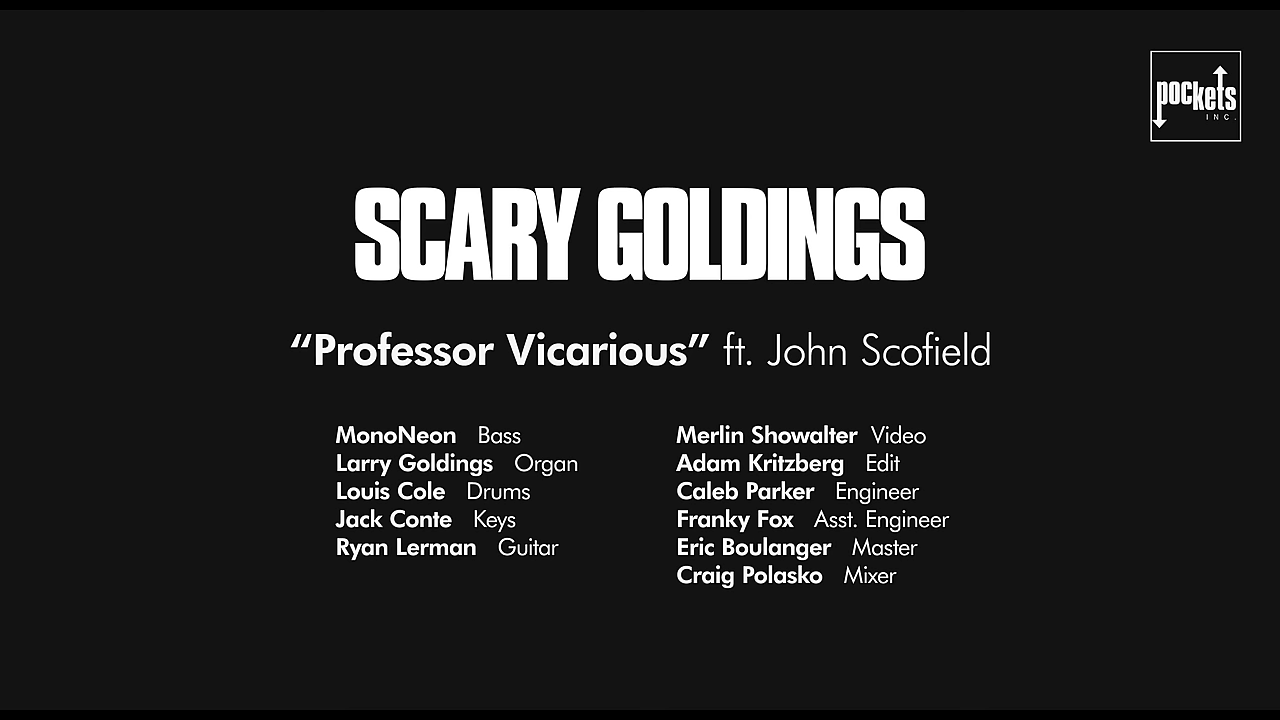 pockets
INC.
SCARY GOLDINGS
“Professor Vicarious” ft. John Scofield
MonoNeon Bass
Larry Goldings Organ
Louis Cole Drums
Jack Conte Keys
Ryan Lerman Guitar
Merlin Showalter Video
Adam Kritzberg Edit
Caleb Parker Engineer
Franky Fox Asst. Engineer
Eric Boulanger Master
Craig Polasko Mixer